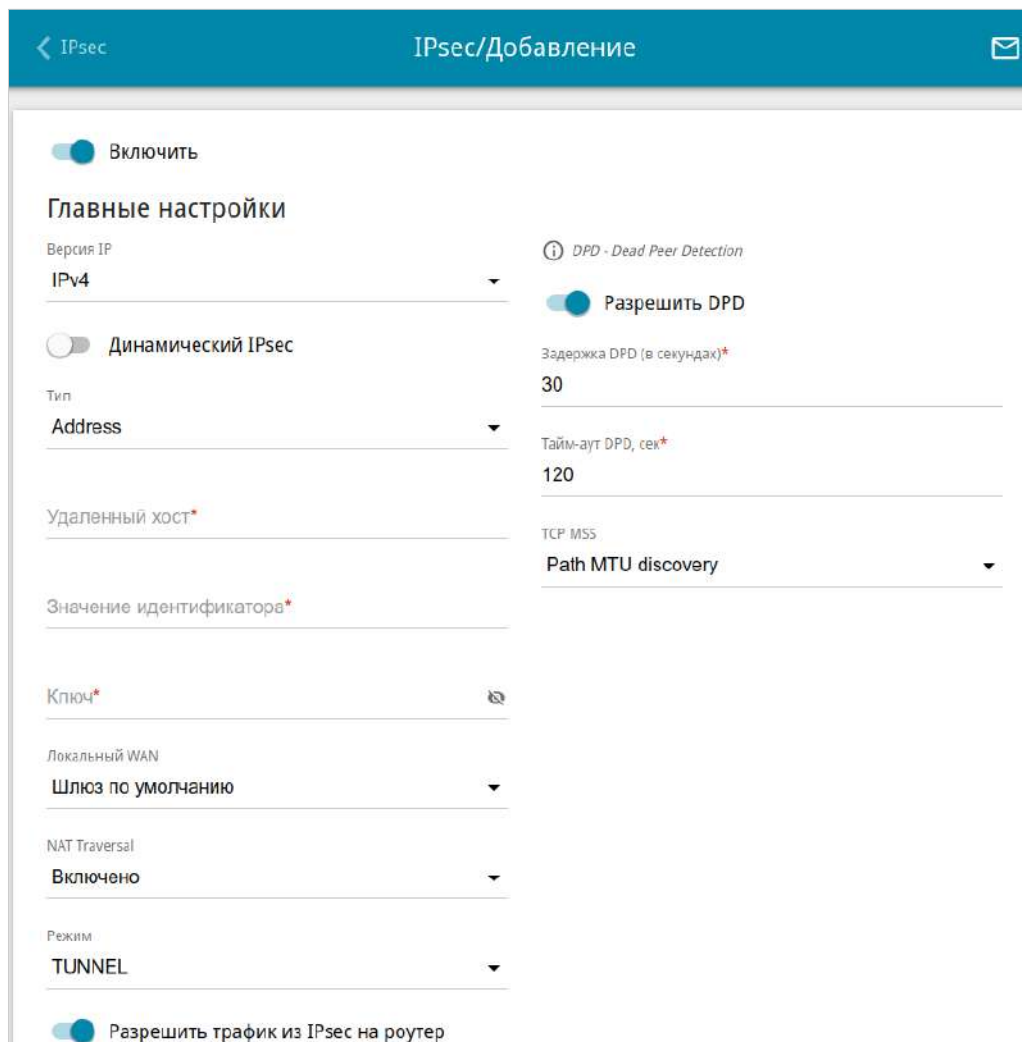 IPsec
IPsec/Добавление
Включить
Главные настройки
Версия IP
IPv4
Динамический IPsec
Тип
Address
Удаленный хост*
Значение идентификатора*
Ключ*
Локальный WAN
Шлюз по умолчанию
NAT Traversal
Включено
Режим
TUNNEL
Разрешить трафик из IPsec на роутер
DPD - Dead Peer Detection
Разрешить DPD
Задержка DPD (в секундах)*
30
Тайм-аут DPD, сек*
120
TCP MSS
Path MTU discovery